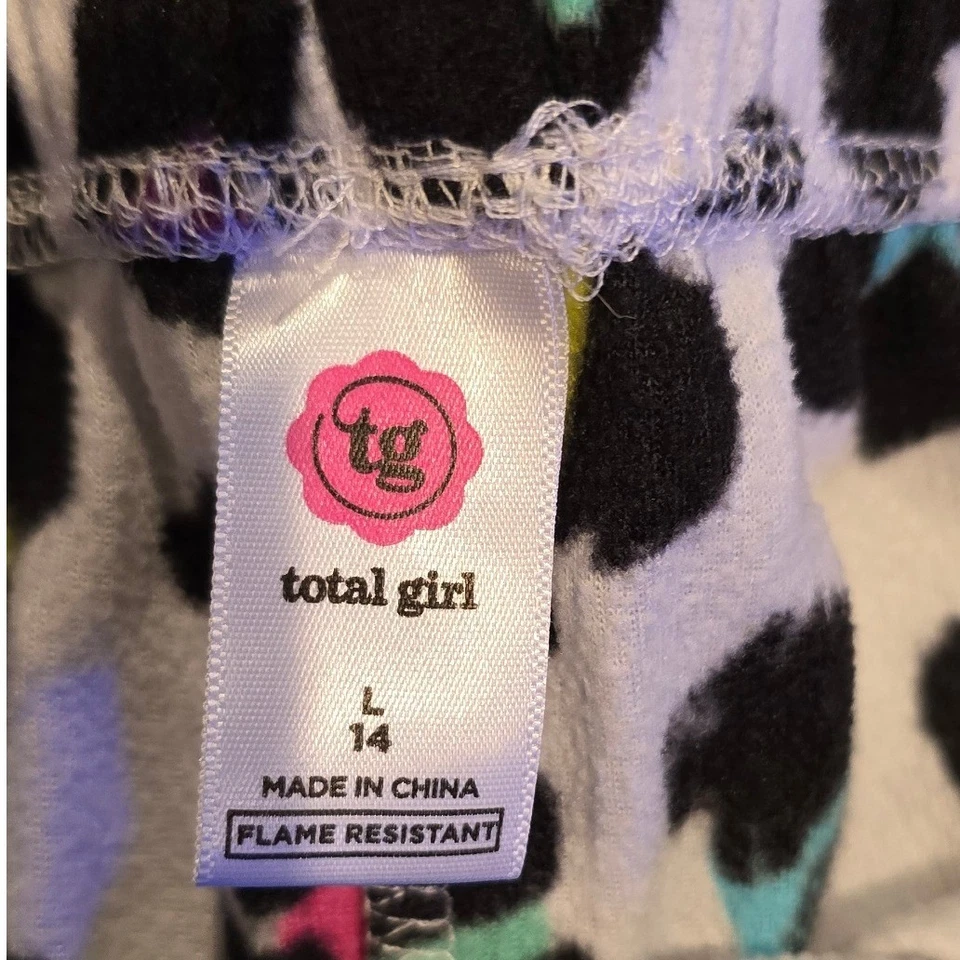 tg
total girl
L
14
MADE IN CHINA
FLAME RESISTANT